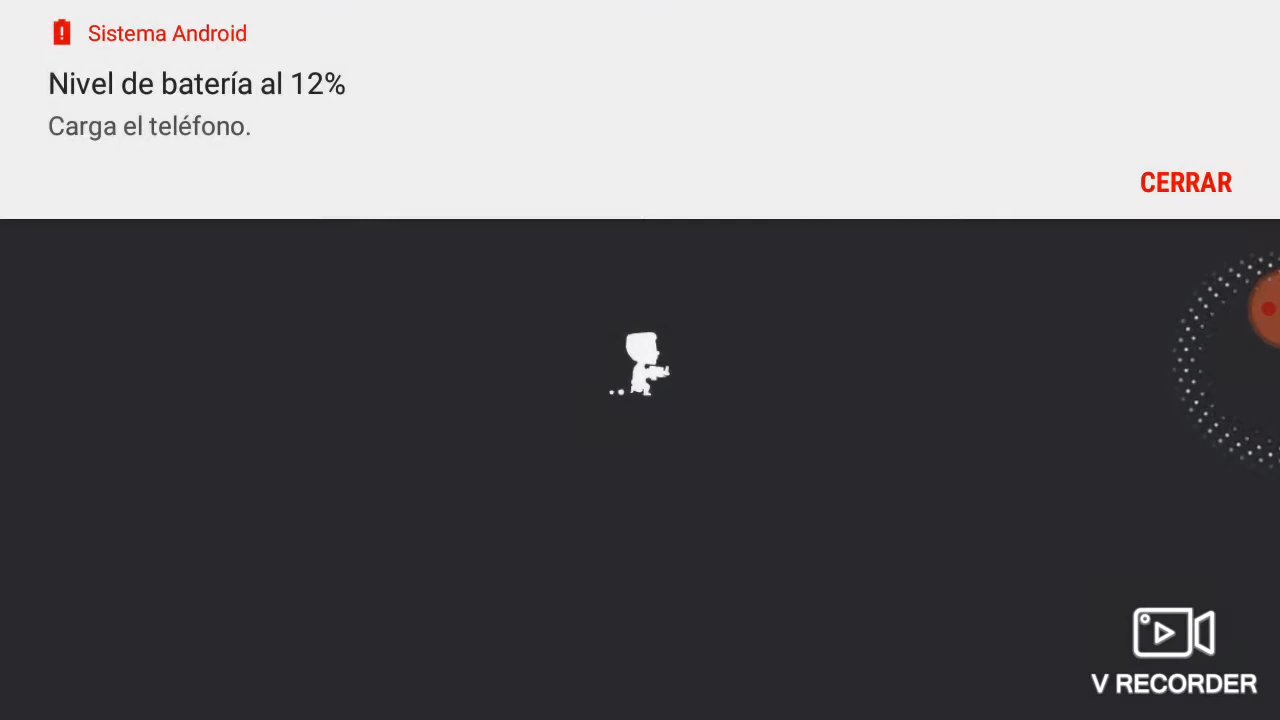 Sistema Android
Nivel de batería al 12%
Carga el teléfono.
CERRAR
V RECORDER